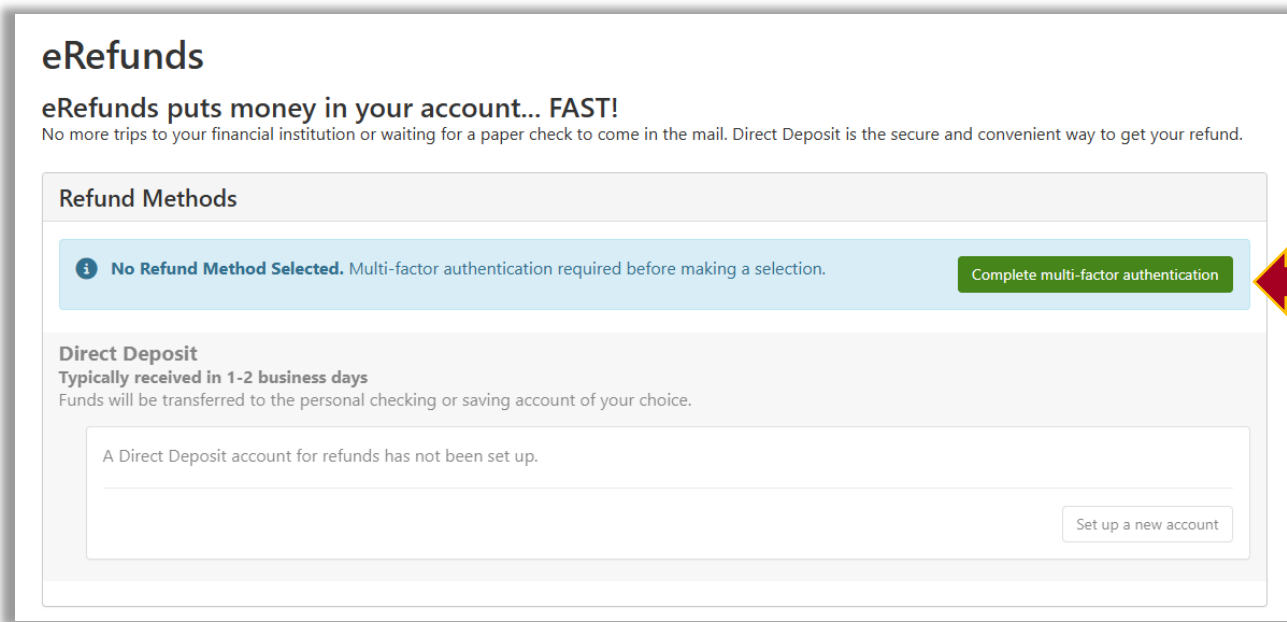 eRefunds
eRefunds puts money in your account... FAST!
No more trips to your financial institution or waiting for a paper check to come in the mail. Direct Deposit is the secure and convenient way to get your refund.
Refund Methods
No Refund Method Selected. Multi-factor authentication required before making a selection.
Complete multi-factor authentication
Direct Deposit
Typically received in 1-2 business days
Funds will be transferred to the personal checking or saving account of your choice.
A Direct Deposit account for refunds has not been set up.
Set up a new account